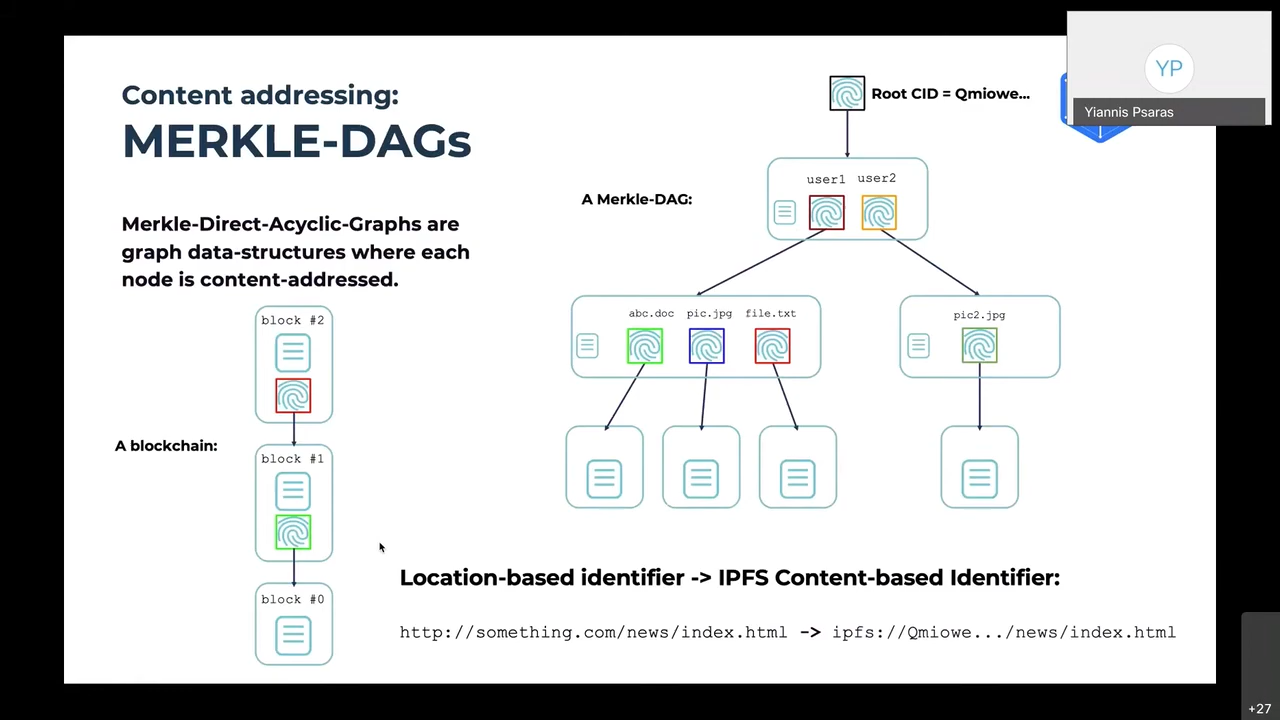 Content addressing:
MERKLE-DAGs
Merkle-Direct-Acyclic-Graphs are
graph data-structures where each
node is content-addressed.
A blockchain:
block #2
block #1
block #0
Root CID = Qmiowe...
A Merkle-DAG:
user1 user2
abc.doc pic.jpg file.txt
pic2.jpg
Location-based identifier -> IPFS Content-based Identifier:
http://something.com/news/index.html -> ipfs://Qmiowe.../news/index.html
YP
Yiannis Psaras
+27